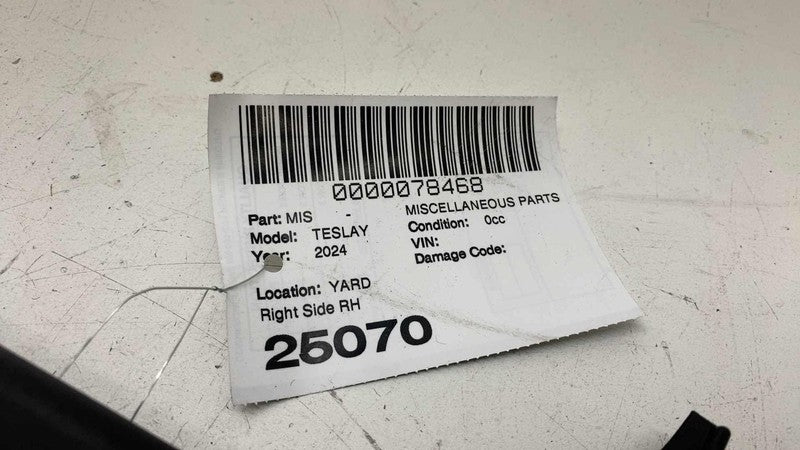 0000078468
Part: MIS - MISCELLANEOUS PARTS
Model: TESLAY Condition: 0cc
Year: 2024 VIN:
Damage Code:
Location: YARD
Right Side RH
25070